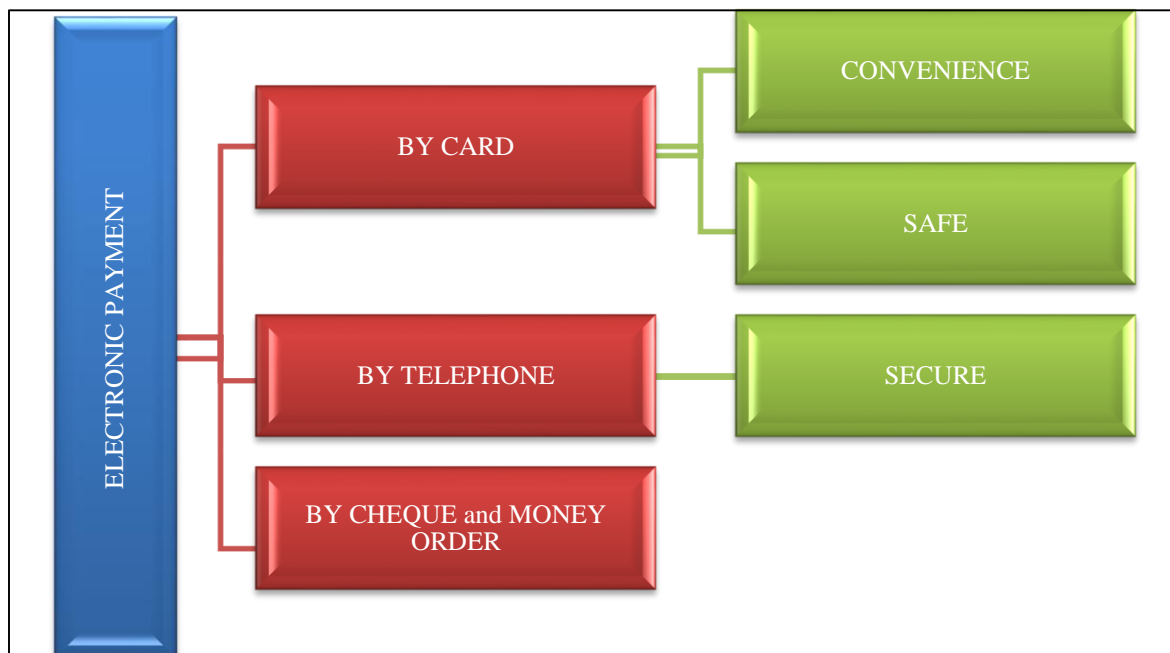 ELECTRONIC PAYMENT
BY CARD
CONVENIENCE
SAFE
BY TELEPHONE
SECURE
BY CHEQUE and MONEY
ORDER